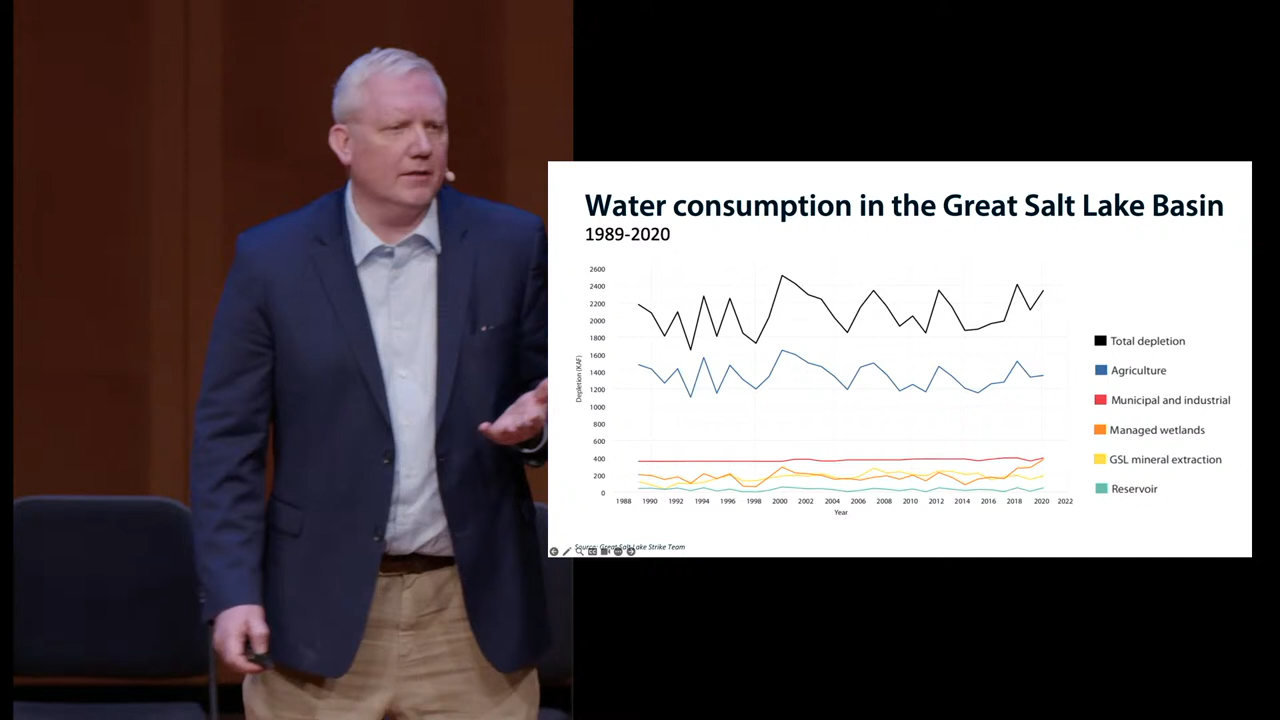 Water consumption in the Great Salt Lake Basin
1989-2020
2600
2400
2200
2000
1800
1600
1400
1200
1000
800
600
400
200
0
Depletion (KAF)
1988 1990 1992 1994 1996 1998 2000 2002 2004 2006 2008 2010 2012 2014 2016 2018 2020 2022
Year
Total depletion
Agriculture
Municipal and industrial
Managed wetlands
GSL mineral extraction
Reservoir
Source: Great Salt Lake Strike Team